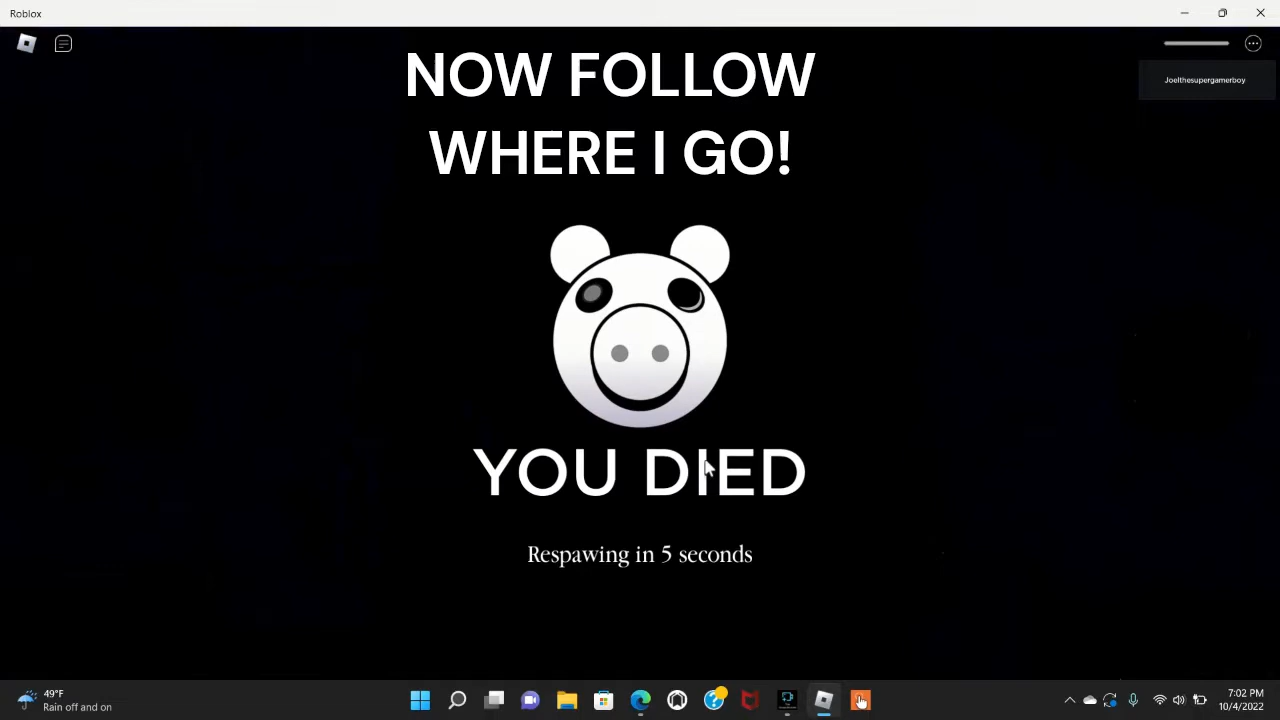 Roblox
NOW FOLLOW
WHERE I GO!
Joelthesupergamerboy
YOU DIED
Respawing in 5 seconds
49°F
Rain off and on
7:02 PM
10/4/2022